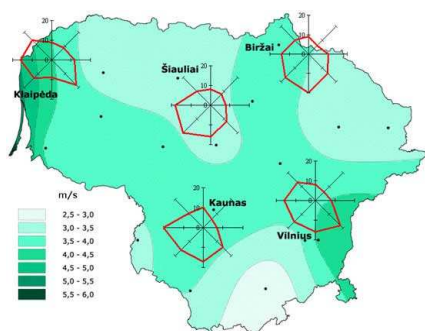 20
10
0
Klaipėda
Šiauliai
20
10
0
Biržai
20
10
0
m/s
2,5 - 3,0
3,0 - 3,5
3,5 - 4,0
4,0 - 4,5
4,5 - 5,0
5,0 - 5,5
5,5 - 6,0
20
10
0
Kaunas
20
10
0
Vilnius